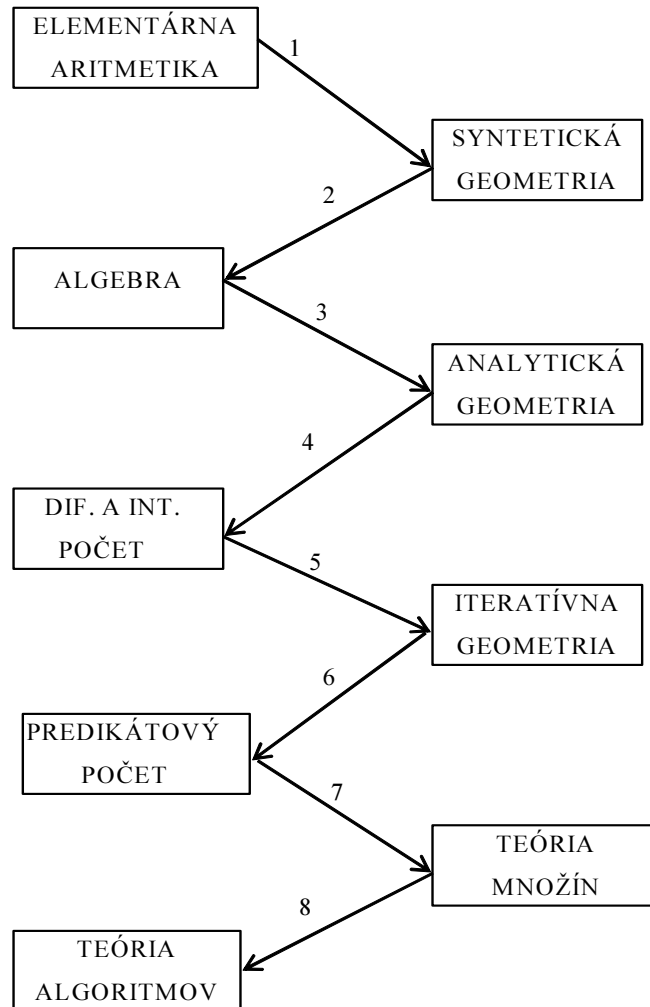 ELEMENTÁRNA
ARITMETIKA
1
SYNTETICKÁ
GEOMETRIA
2
ALGEBRA
3
ANALYTICKÁ
GEOMETRIA
4
DIF. A INT.
POČET
5
ITERATÍVNA
GEOMETRIA
6
PREDIKÁTOVÝ
POČET
7
TEÓRIA
MNOŽÍN
8
TEÓRIA
ALGORITMOV